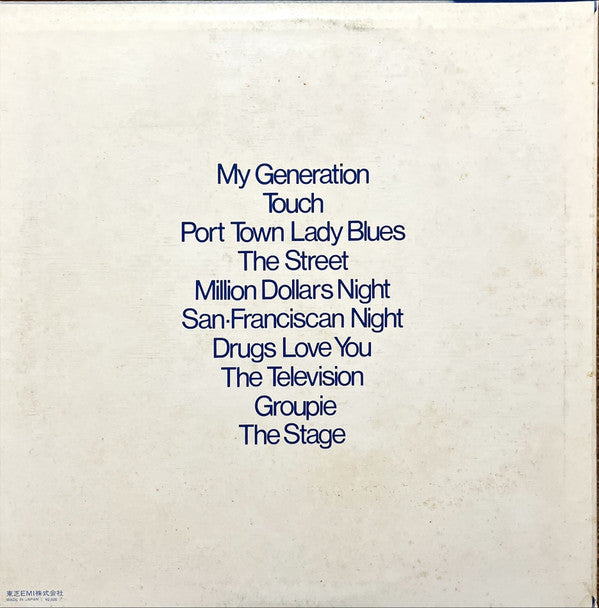 My Generation
Touch
Port Town Lady Blues
The Street
Million Dollars Night
San·Franciscan Night
Drugs Love You
The Television
Groupie
The Stage
東芝EMI株式会社
MADE IN JAPAN